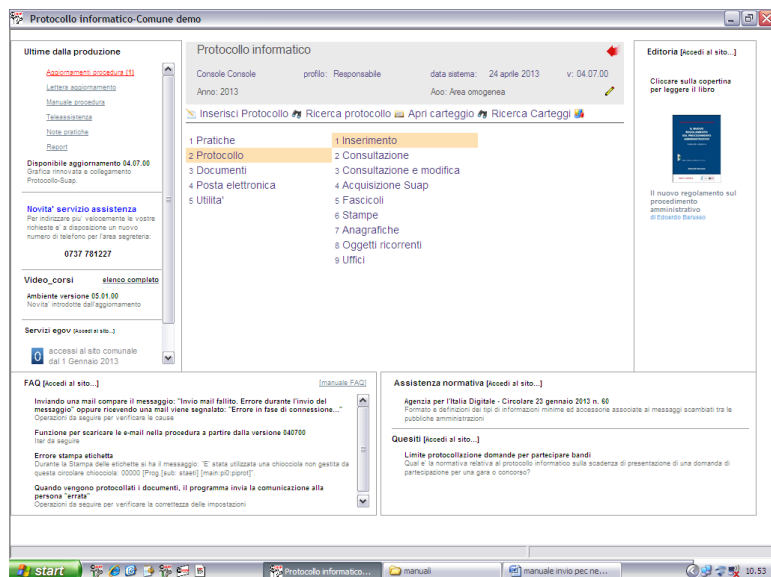 Protocollo informatico-Comune demo
Ultime dalla produzione
Aggiornamenti procedura (1)
Lettera aggiornamento
Manuale procedura
Teleassistenza
Note pratiche
Report
Disponibile aggiornamento 04.07.00
Grafica rinnovata e collegamento
Protocollo-Suap.
Novita' servizio assistenza
Per indirizzare piu' velocemente le vostre
richieste e' a disposizione un nuovo
numero di telefono per l'area segreteria:
0737 781227
Video_corsi elenco completo
Ambiente versione 05.01.00
Novita' introdotte dall'aggiornamento
Servizi egov [Accedi al sito...]
0 accessi al sito comunale
dal 1 Gennaio 2013
Protocollo informatico
Console Console profilo: Responsabile data sistema: 24 aprile 2013 v: 04.07.00
Anno: 2013 Aoo: Area omogenea
Inserisci Protocollo Ricerca protocollo Apri carteggio Ricerca Carteggi
1 Pratiche
2 Protocollo
3 Documenti
4 Posta elettronica
5 Utilita'
1 Inserimento
2 Consultazione
3 Consultazione e modifica
4 Acquisizione Suap
5 Fascicoli
6 Stampe
7 Anagrafiche
8 Oggetti ricorrenti
9 Uffici
Editoria [Accedi al sito...]
Cliccare sulla copertina
per leggere il libro
IL NUOVO
REGOLAMENTO
SUL PROCEDIMENTO
AMMINISTRATIVO
Il nuovo regolamento sul
procedimento
amministrativo
di Edoardo Barusso
FAQ [Accedi al sito...] [manuale FAQ]
Inviando una mail compare il messaggio: "Invio mail fallito. Errore durante l'invio del
messaggio" oppure ricevendo una mail viene segnalato: "Errore in fase di connessione..."
Operazioni da seguire per verificare le cause
Funzione per scaricare le e-mail nella procedura a partire dalla versione 040700
Iter da seguire
Errore stampa etichetta
Durante la Stampa delle etichette si ha il messaggio: "E' stata utilizzata una chiocciola non gestita da
questa circolare chiocciola: 00000 [Prog.[sub: staeti] [main:pi0:piprot]".
Quando vengono protocollati i documenti, il programma invia la comunicazione alla
persona "errata"
Operazioni da seguire per verificare la correttezza delle impostazioni
Assistenza normativa [Accedi al sito...]
Agenzia per l'Italia Digitale - Circolare 23 gennaio 2013 n. 60
Formato e definizioni dei tipi di informazioni minime ed accessorie associate ai messaggi scambiati tra le
pubbliche amministrazioni
Quesiti [Accedi al sito...]
Limite protocollazione domande per partecipare bandi
Qual e' la normativa relativa al protocollo informatico sulla scadenza di presentazione di una domanda di
partecipazione per una gara o concorso?
start Protocollo informatico... manuali manuale invio pec ne... 10.53